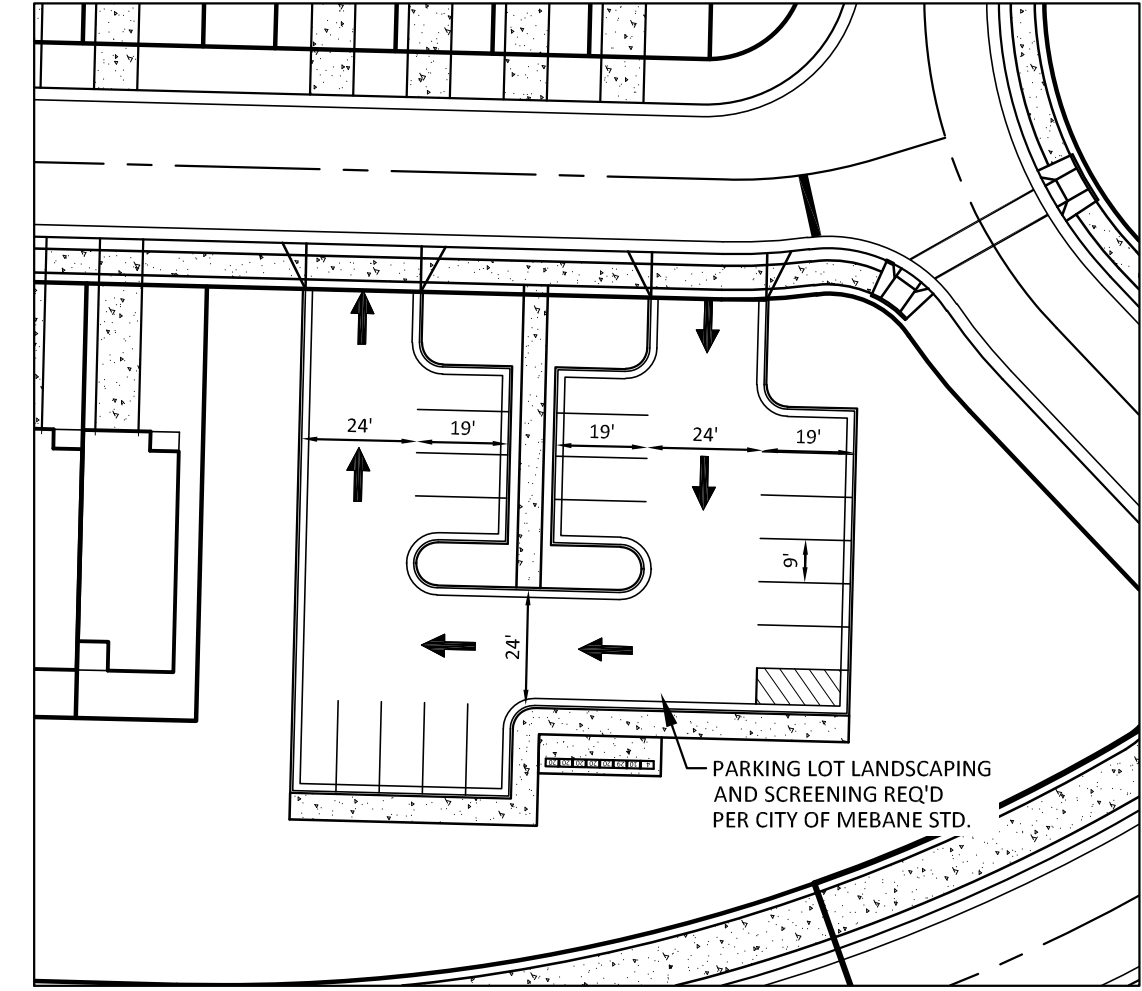 24'
19'
19'
24'
19'
9'
24'
PARKING LOT LANDSCAPING
AND SCREENING REQ'D
PER CITY OF MEBANE STD.